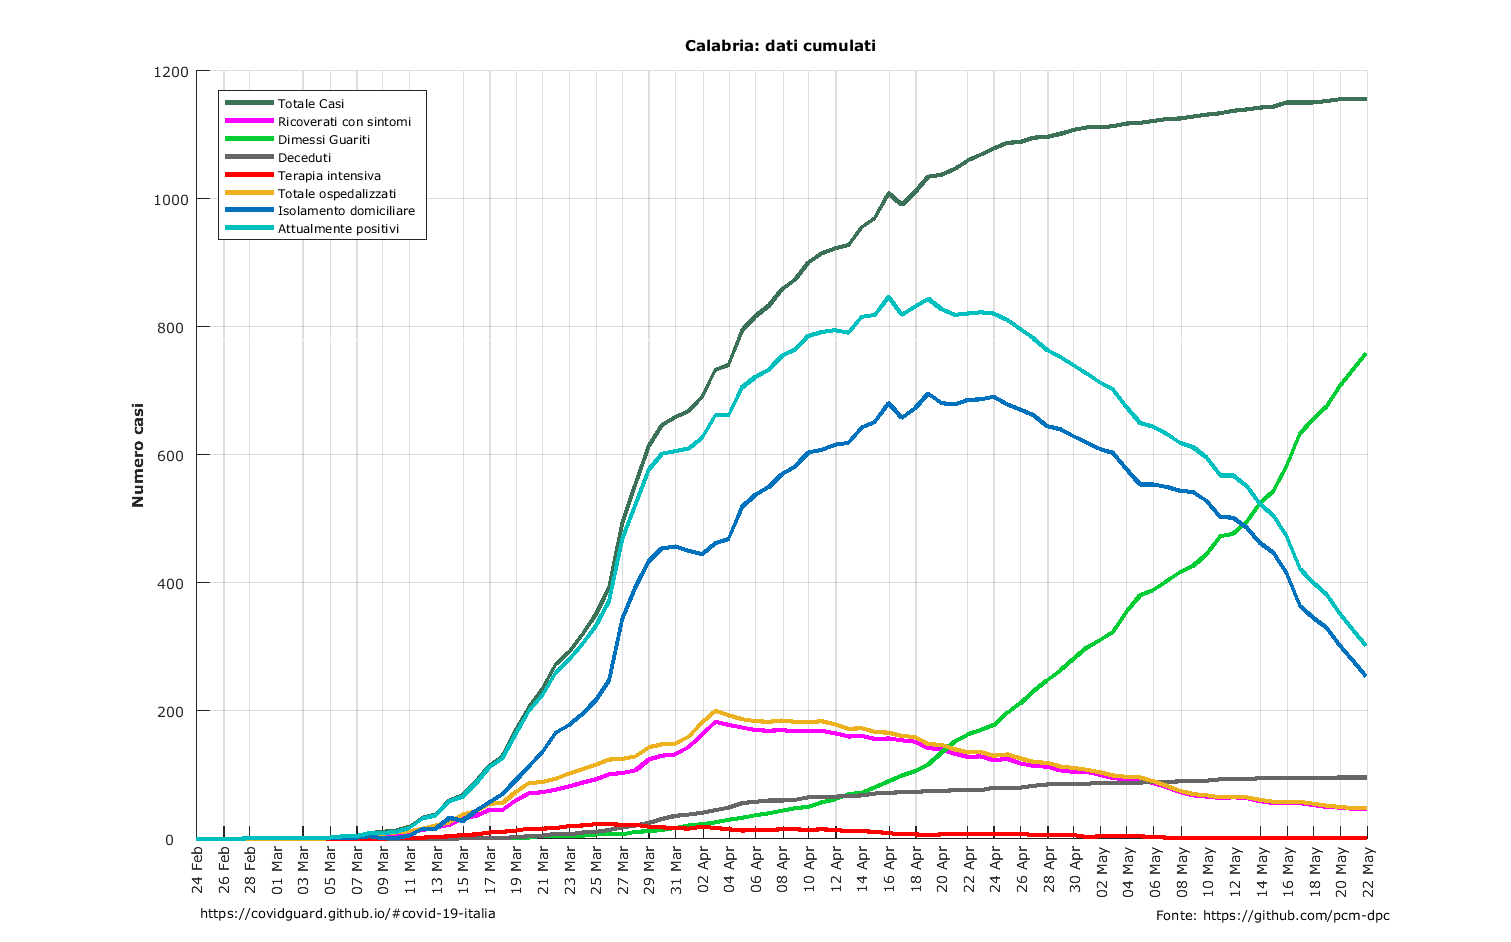 Calabria: dati cumulati
Numero casi
1200
1000
800
600
400
200
0
Totale Casi
Ricoverati con sintomi
Dimessi Guariti
Deceduti
Terapia intensiva
Totale ospedalizzati
Isolamento domiciliare
Attualmente positivi
24 Feb
26 Feb
28 Feb
01 Mar
03 Mar
05 Mar
07 Mar
09 Mar
11 Mar
13 Mar
15 Mar
17 Mar
19 Mar
21 Mar
23 Mar
25 Mar
27 Mar
29 Mar
31 Mar
02 Apr
04 Apr
06 Apr
08 Apr
10 Apr
12 Apr
14 Apr
16 Apr
18 Apr
20 Apr
22 Apr
24 Apr
26 Apr
28 Apr
30 Apr
02 May
04 May
06 May
08 May
10 May
12 May
14 May
16 May
18 May
20 May
22 May
https://covidguard.github.io/#covid-19-italia
Fonte: https://github.com/pcm-dpc